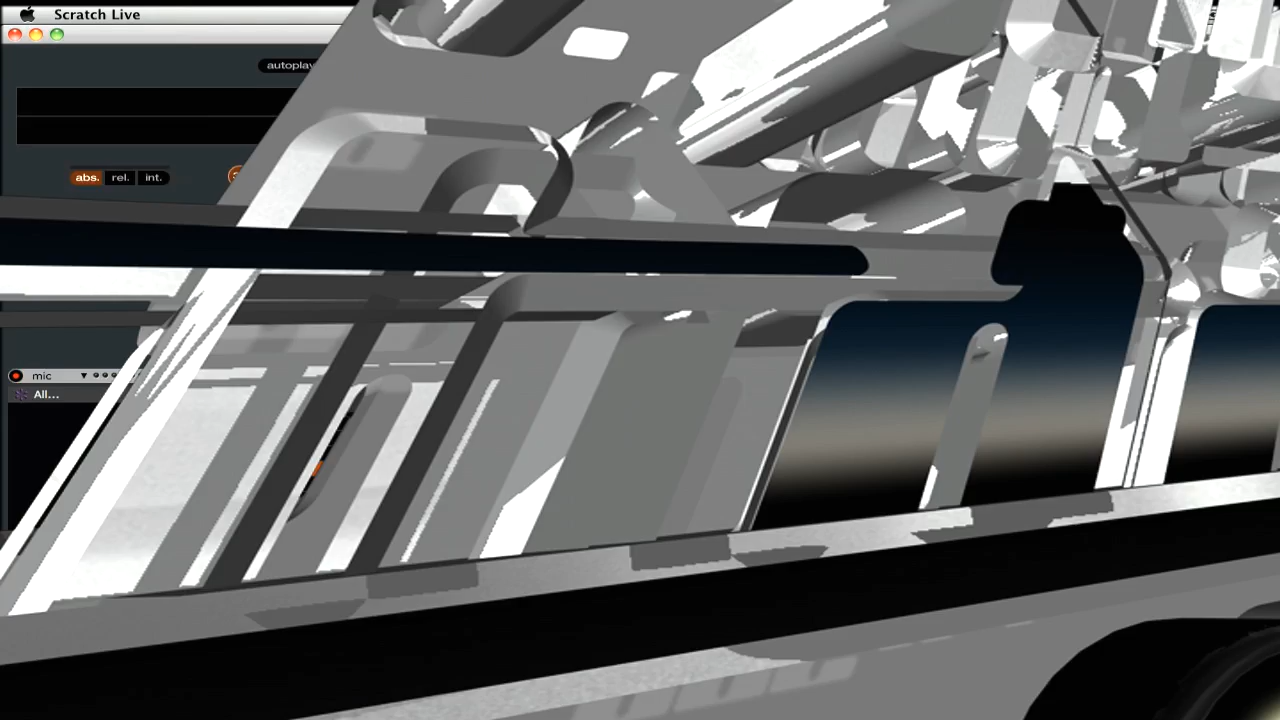 Scratch Live
autoplay
abs. rel. int.
mic
All...